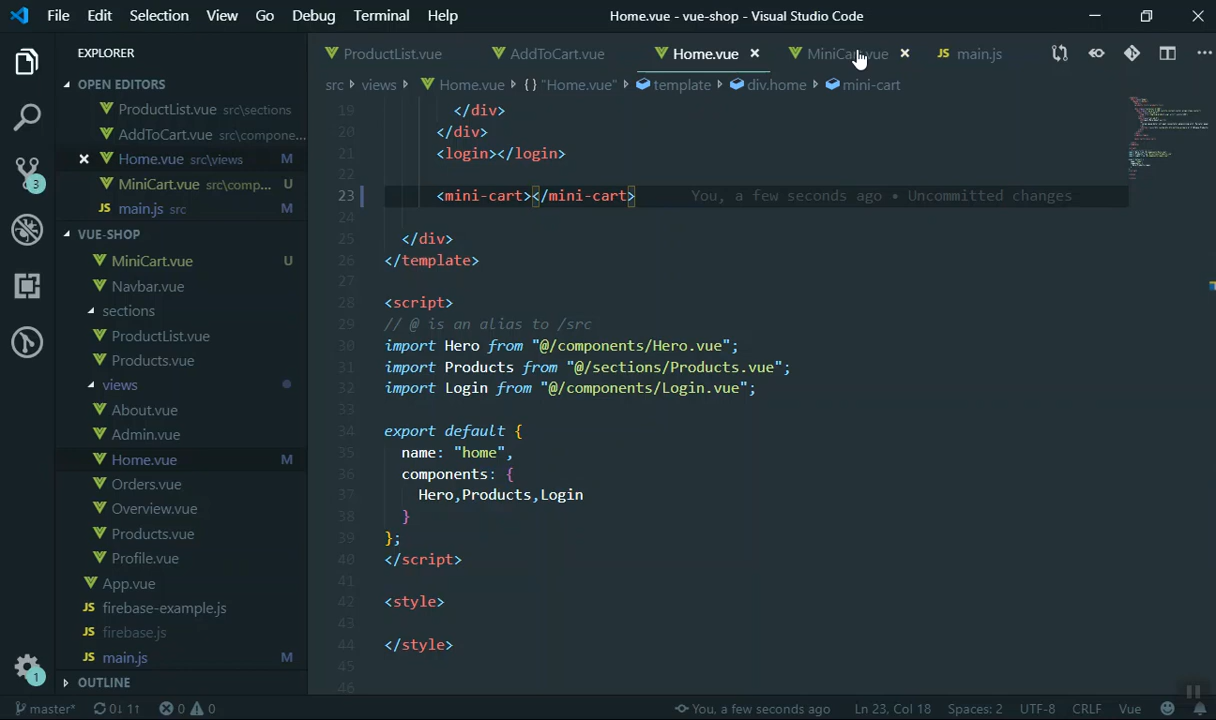 File Edit Selection View Go Debug Terminal Help
Home.vue - vue-shop - Visual Studio Code
EXPLORER
OPEN EDITORS
ProductList.vue src\sections
AddToCart.vue src\compone...
Home.vue src\views M
MiniCart.vue src\comp... U
main.js src M
VUE-SHOP
MiniCart.vue U
Navbar.vue
sections
ProductList.vue
Products.vue
views
About.vue
Admin.vue
Home.vue M
Orders.vue
Overview.vue
Products.vue
Profile.vue
App.vue
JS firebase-example.js
JS firebase.js
JS main.js M
OUTLINE
3
1
ProductList.vue AddToCart.vue Home.vue MiniCart.vue JS main.js
src views Home.vue {} "Home.vue" template div.home mini-cart
19 </div>
20 </div>
21 <login></login>
22
23 <mini-cart></mini-cart> You, a few seconds ago • Uncommitted changes
24
25 </div>
26 </template>
27
28 <script>
29 // @ is an alias to /src
30 import Hero from "@/components/Hero.vue";
31 import Products from "@/sections/Products.vue";
32 import Login from "@/components/Login.vue";
33
34 export default {
35 name: "home",
36 components: {
37 Hero,Products,Login
38 }
39 };
40 </script>
41
42 <style>
43
44 </style>
45
46
master* 0↓ 1↑ 0 0 You, a few seconds ago Ln 23, Col 18 Spaces: 2 UTF-8 CRLF Vue